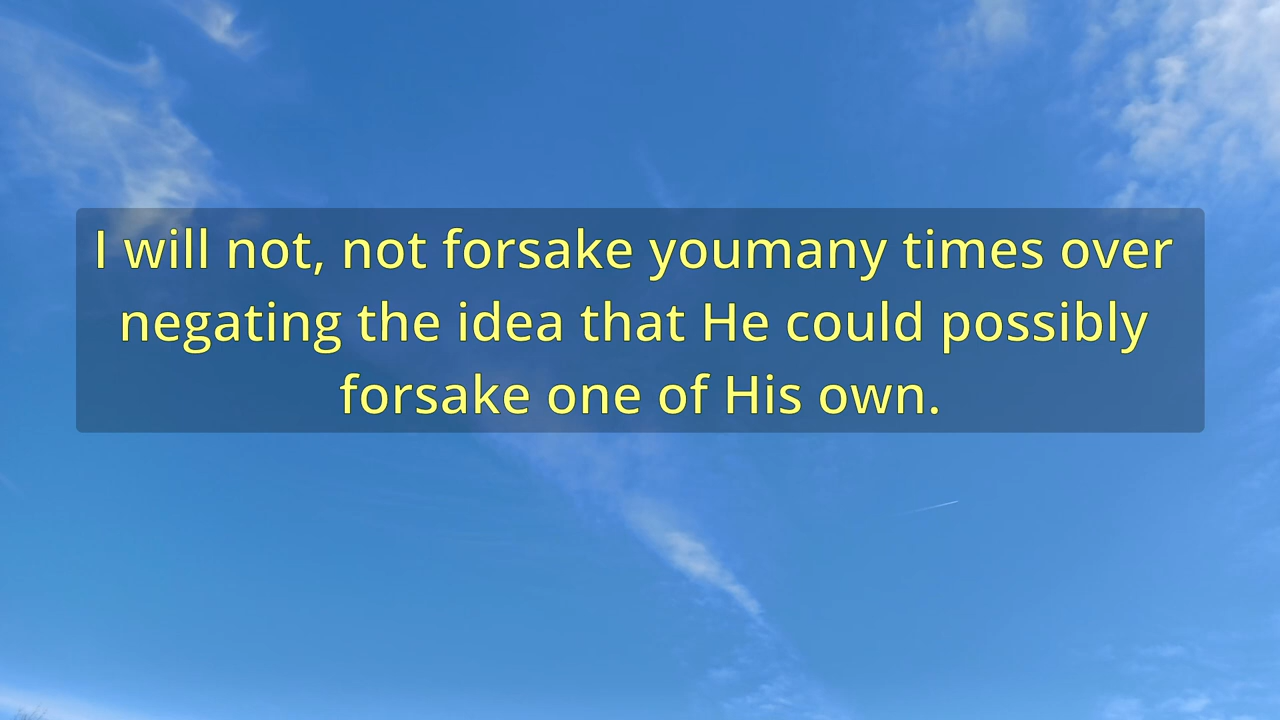 I will not, not forsake youmany times over
negating the idea that He could possibly
forsake one of His own.